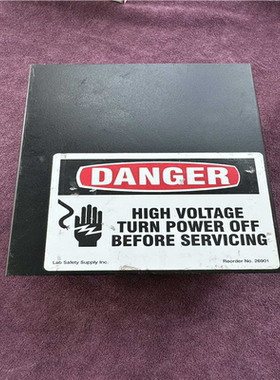 DANGER
HIGH VOLTAGE
TURN POWER OFF
BEFORE SERVICING
Lab Safety Supply Inc. Reorder No. 26901